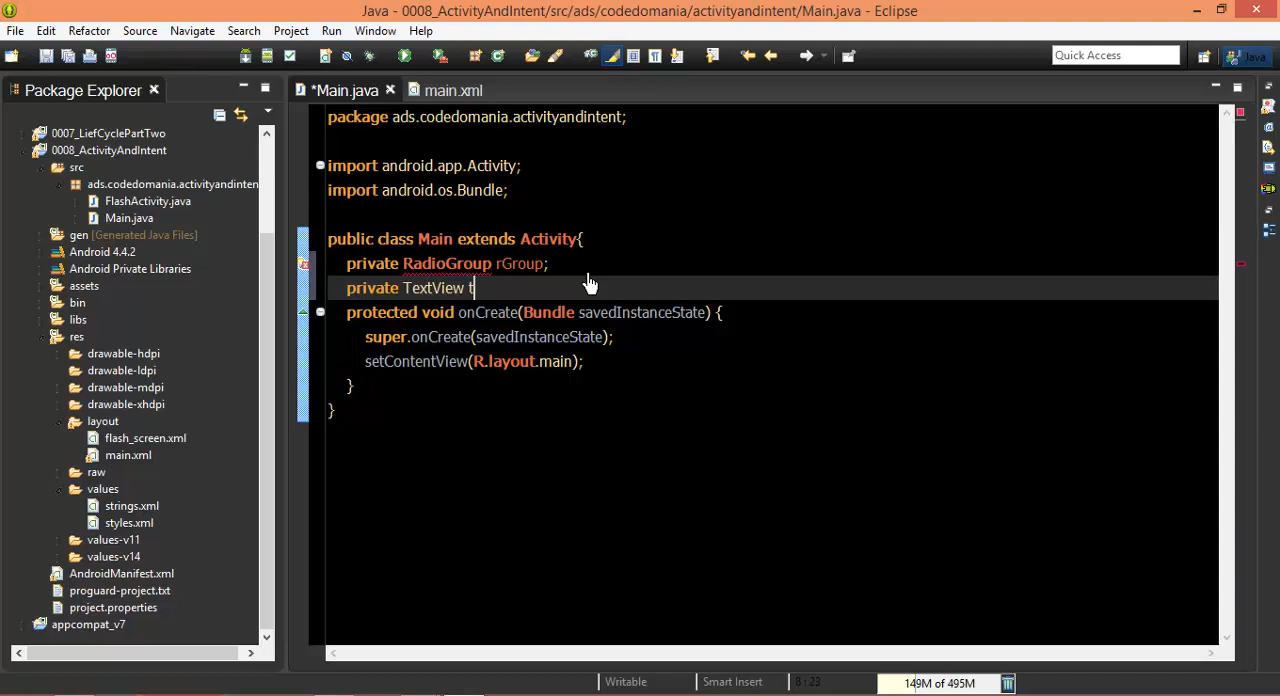 Java - 0008_ActivityAndIntent/src/ads/codedomania/activityandintent/Main.java - Eclipse
File Edit Refactor Source Navigate Search Project Run Window Help
Quick Access
Java
Package Explorer
*Main.java
main.xml
0007_LiefCyclePartTwo
0008_ActivityAndIntent
src
ads.codedomania.activityandinten
FlashActivity.java
Main.java
gen [Generated Java Files]
Android 4.4.2
Android Private Libraries
assets
bin
libs
res
drawable-hdpi
drawable-ldpi
drawable-mdpi
drawable-xhdpi
layout
flash_screen.xml
main.xml
raw
values
strings.xml
styles.xml
values-v11
values-v14
AndroidManifest.xml
proguard-project.txt
project.properties
appcompat_v7
package ads.codedomania.activityandintent;
import android.app.Activity;
import android.os.Bundle;
public class Main extends Activity{
private RadioGroup rGroup;
private TextView t
protected void onCreate(Bundle savedInstanceState) {
super.onCreate(savedInstanceState);
setContentView(R.layout.main);
}
}
Writable
Smart Insert
8 : 23
149M of 495M